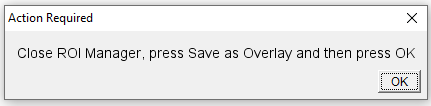 Action Required
Close ROI Manager, press Save as Overlay and then press OK
OK